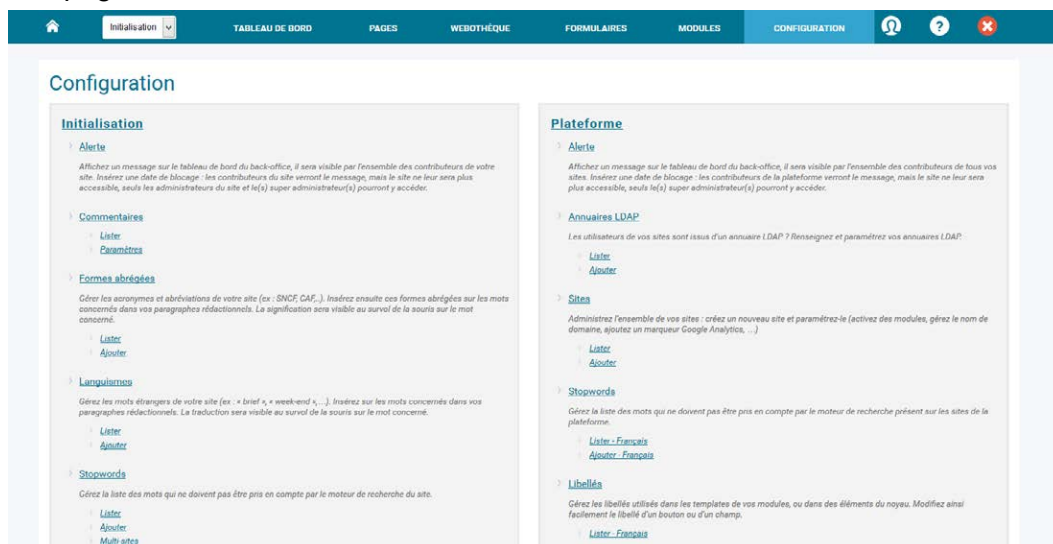 Initialisation
TABLEAU DE BORD
PAGES
WEBOTHÈQUE
FORMULAIRES
MODULES
CONFIGURATION
?
Configuration
Initialisation
Alerte
Affichez un message sur le tableau de bord du back-office, il sera visible par l'ensemble des contributeurs de votre
site. Insérez une date de blocage : les contributeurs du site verront le message, mais le site ne leur sera plus
accessible, seuls les administrateurs du site et le(s) super administrateur(s) pourront y accéder.
Commentaires
Lister
Paramètres
Formes abrégées
Gérer les acronymes et abréviations de votre site (ex : SNCF, CAF,..). Insérez ensuite ces formes abrégées sur les mots
concernés dans vos paragraphes rédactionnels. La signification sera visible au survol de la souris sur le mot
concerné.
Lister
Ajouter
Languismes
Gérez les mots étrangers de votre site (ex : « brief », « week-end »,...). Insérez sur les mots concernés dans vos
paragraphes rédactionnels. La traduction sera visible au survol de la souris sur le mot concerné.
Lister
Ajouter
Stopwords
Gérez la liste des mots qui ne doivent pas être pris en compte par le moteur de recherche du site.
Lister
Ajouter
Multi-sites
Plateforme
Alerte
Affichez un message sur le tableau de bord du back-office, il sera visible par l'ensemble des contributeurs de tous vos
sites. Insérez une date de blocage : les contributeurs de la plateforme verront le message, mais le site ne leur sera
plus accessible, seuls le(s) super administrateur(s) pourront y accéder.
Annuaires LDAP
Les utilisateurs de vos sites sont issus d'un annuaire LDAP ? Renseignez et paramétrez vos annuaires LDAP.
Lister
Ajouter
Sites
Administrez l'ensemble de vos sites : créez un nouveau site et paramétrez-le (activez des modules, gérez le nom de
domaine, ajoutez un marqueur Google Analytics, ...)
Lister
Ajouter
Stopwords
Gérez la liste des mots qui ne doivent pas être pris en compte par le moteur de recherche présent sur les sites de la
plateforme.
Lister - Français
Ajouter - Français
Libellés
Gérez les libellés utilisés dans les templates de vos modules, ou dans des éléments du noyau. Modifiez ainsi
facilement le libellé d'un bouton ou d'un champ.
Lister - Français